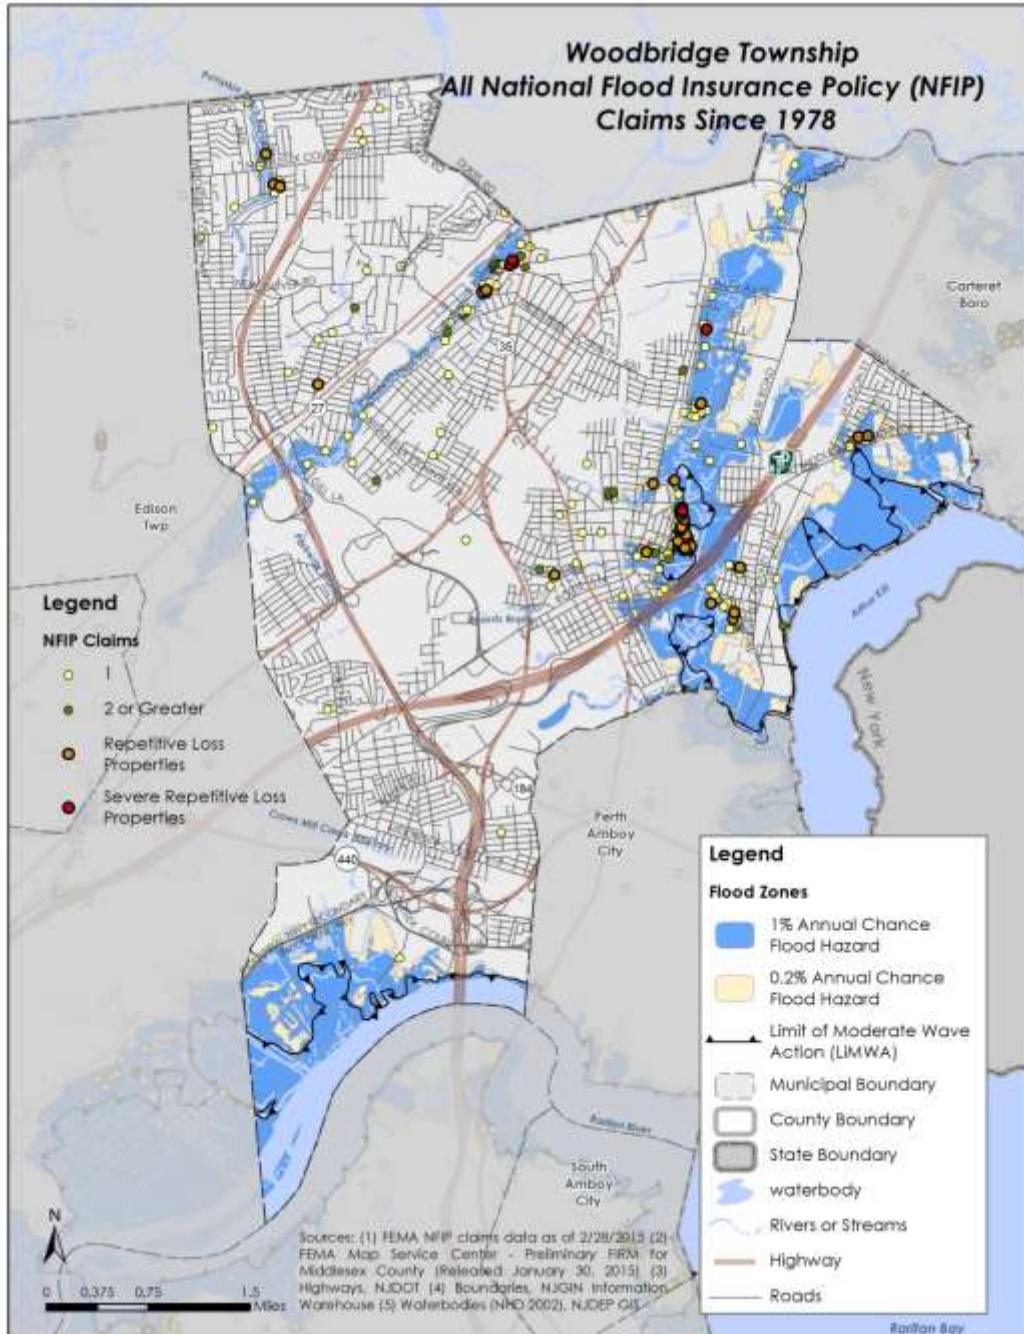 Woodbridge Township
All National Flood Insurance Policy (NFIP)
Claims Since 1978
Carteret
Boro
35
27
Edison
Twp
Legend
NFIP Claims
1
2 or Greater
Repetitive Loss
Properties
Severe Repetitive Loss
Properties
Arthur Kill
New York
184
Perth
Amboy
City
440
Legend
Flood Zones
1% Annual Chance
Flood Hazard
0.2% Annual Chance
Flood Hazard
Limit of Moderate Wave
Action (LiMWA)
Municipal Boundary
County Boundary
State Boundary
waterbody
Rivers or Streams
Highway
Roads
Raritan River
South
Amboy
City
N
0 0.375 0.75 1.5
Miles
Sources: (1) FEMA NFIP claims data as of 2/28/2015 (2)
FEMA Map Service Center - Preliminary FIRM for
Middlesex County (Released January 30, 2015) (3)
Highways, NJDOT (4) Boundaries, NJGIN Information
Warehouse (5) Waterbodies (NHD 2002), NJDEP GIS
Raritan Bay